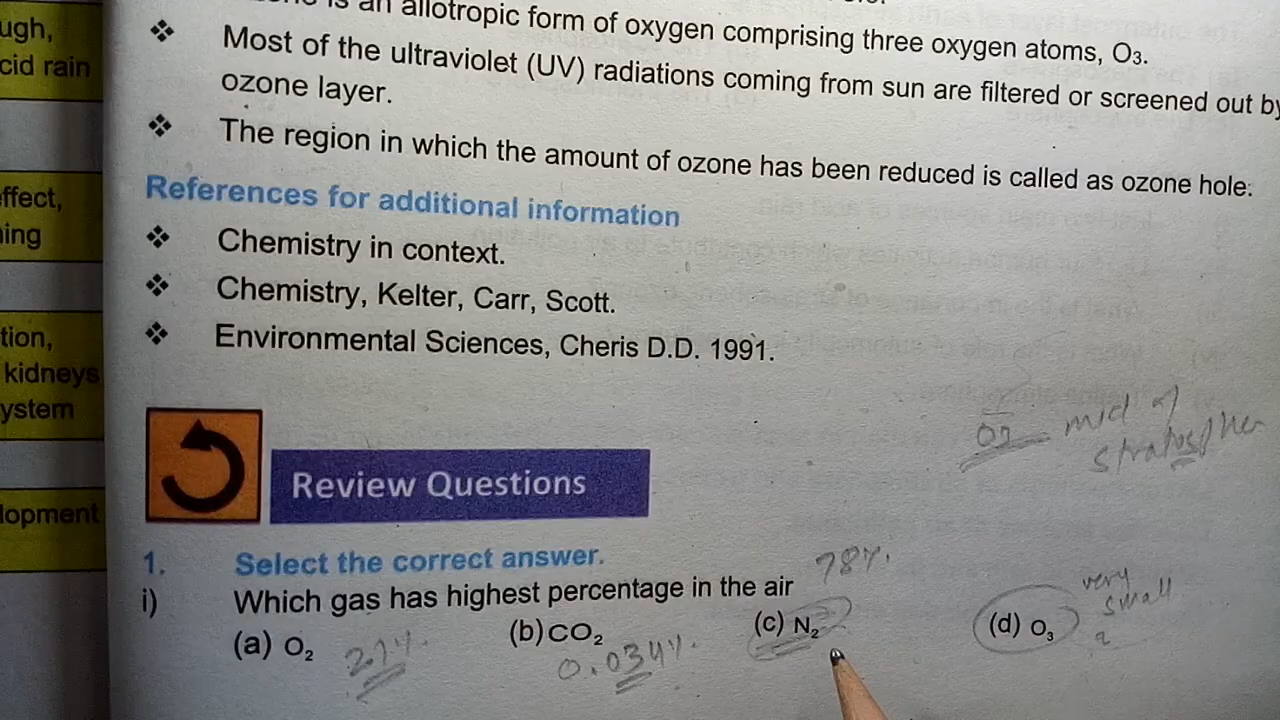 is an allotropic form of oxygen comprising three oxygen atoms, O₃.
❖ Most of the ultraviolet (UV) radiations coming from sun are filtered or screened out by
ozone layer.
❖ The region in which the amount of ozone has been reduced is called as ozone hole.
References for additional information
❖ Chemistry in context.
❖ Chemistry, Kelter, Carr, Scott.
❖ Environmental Sciences, Cheris D.D. 1991.
ugh,
cid rain
ffect,
ing
tion,
kidneys
ystem
lopment
mid of
Review Questions
1. Select the correct answer.
78%.
i) Which gas has highest percentage in the air
(a) O₂ (b) CO₂ (c) N₂ (d) O₃
21%. 0.034%. very
small